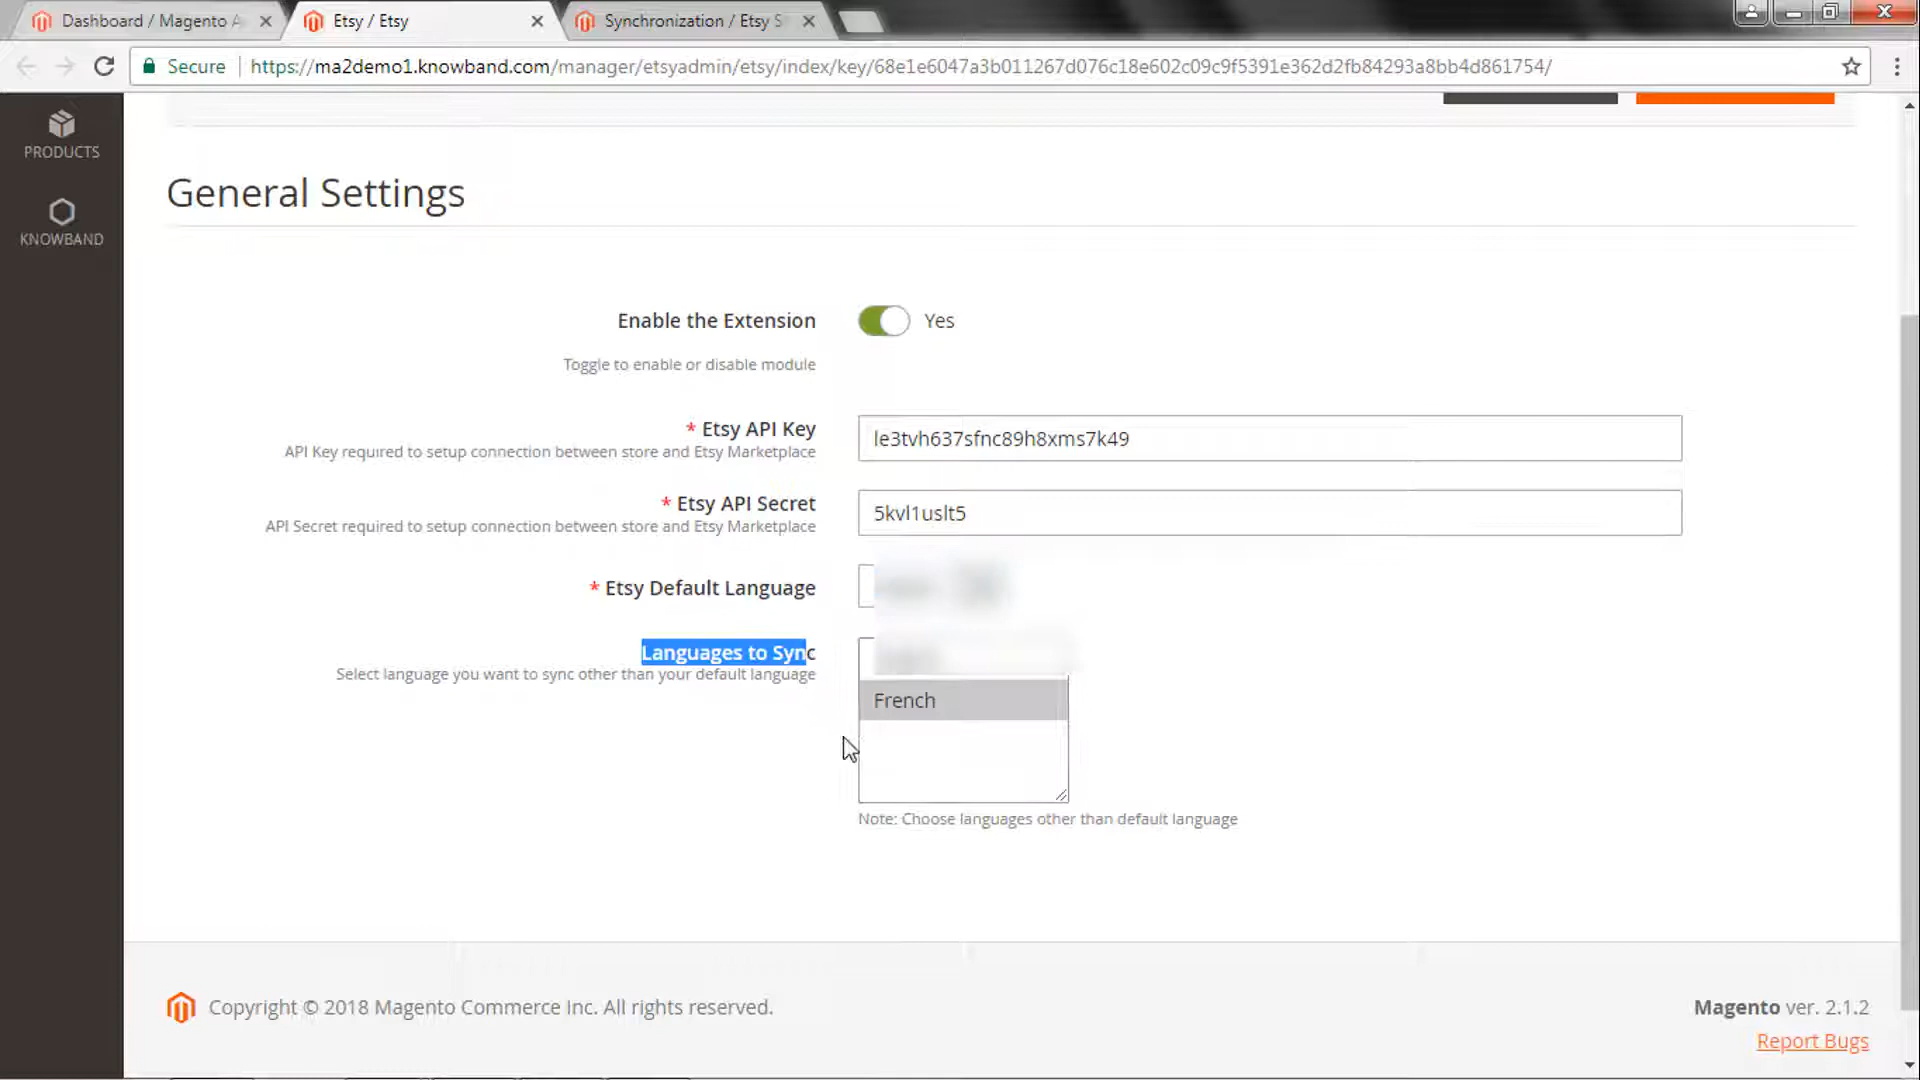 Dashboard / Magento A
Etsy / Etsy
Synchronization / Etsy S
Secure
https://ma2demo1.knowband.com/manager/etsyadmin/etsy/index/key/68e1e6047a3b011267d076c18e602c09c9f5391e362d2fb84293a8bb4d861754/
PRODUCTS
KNOWBAND
General Settings
Enable the Extension
Yes
Toggle to enable or disable module
* Etsy API Key
le3tvh637sfnc89h8xms7k49
API Key required to setup connection between store and Etsy Marketplace
* Etsy API Secret
5kvl1uslt5
API Secret required to setup connection between store and Etsy Marketplace
* Etsy Default Language
Languages to Sync
Select language you want to sync other than your default language
French
Note: Choose languages other than default language
Copyright © 2018 Magento Commerce Inc. All rights reserved.
Magento ver. 2.1.2
Report Bugs